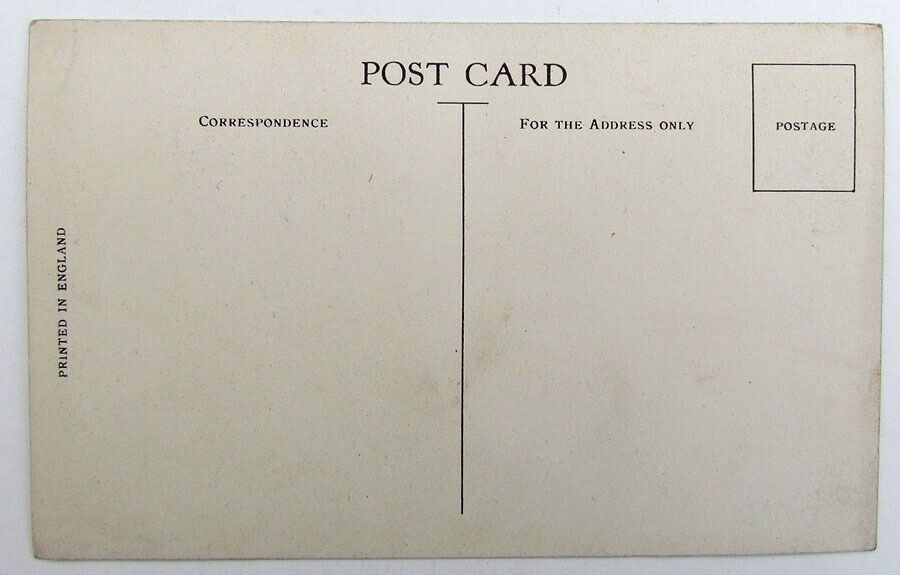 POST CARD
CORRESPONDENCE
FOR THE ADDRESS ONLY
POSTAGE
PRINTED IN ENGLAND